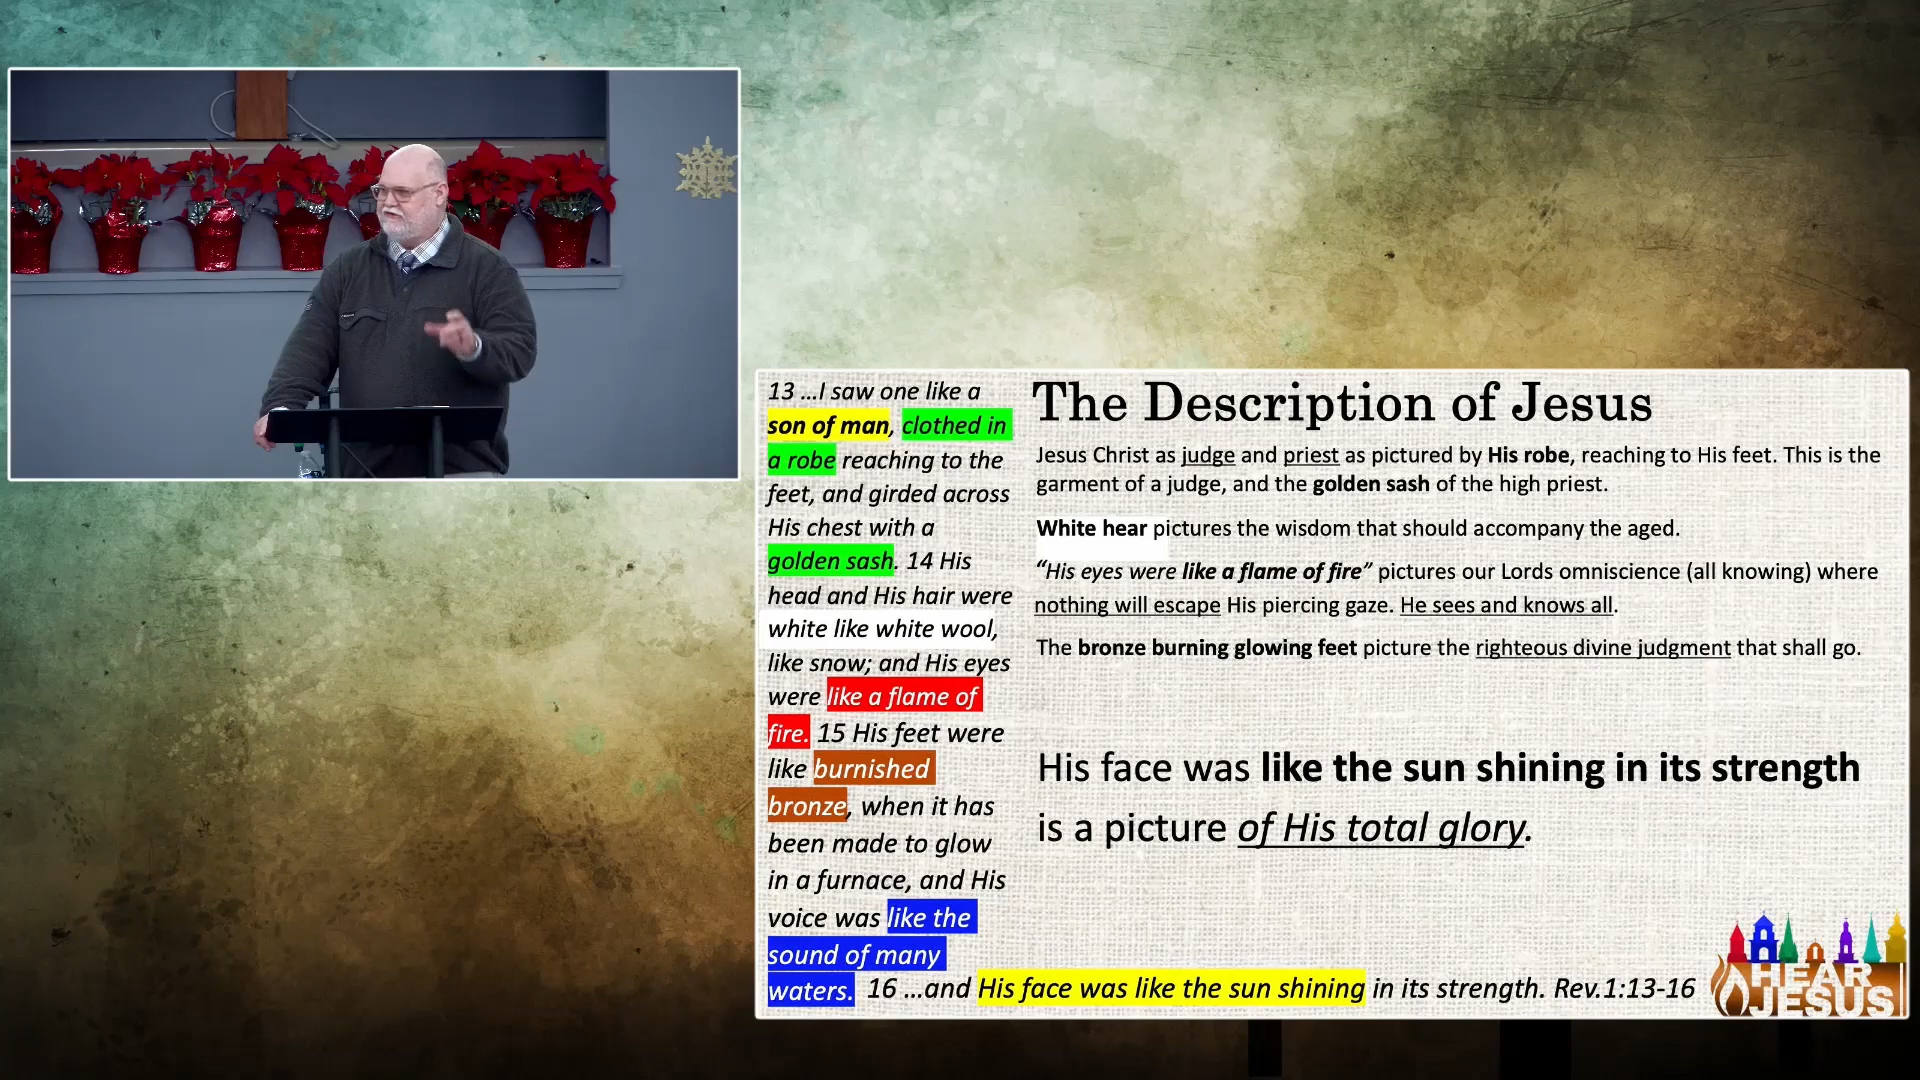 13 …I saw one like a
son of man, clothed in
a robe reaching to the
feet, and girded across
His chest with a
golden sash. 14 His
head and His hair were
white like white wool,
like snow; and His eyes
were like a flame of
fire. 15 His feet were
like burnished
bronze, when it has
been made to glow
in a furnace, and His
voice was like the
sound of many
waters. 16 …and His face was like the sun shining in its strength. Rev.1:13-16
The Description of Jesus
Jesus Christ as judge and priest as pictured by His robe, reaching to His feet. This is the
garment of a judge, and the golden sash of the high priest.
White hear pictures the wisdom that should accompany the aged.
“His eyes were like a flame of fire” pictures our Lords omniscience (all knowing) where
nothing will escape His piercing gaze. He sees and knows all.
The bronze burning glowing feet picture the righteous divine judgment that shall go.
His face was like the sun shining in its strength
is a picture of His total glory.
HEAR
JESUS